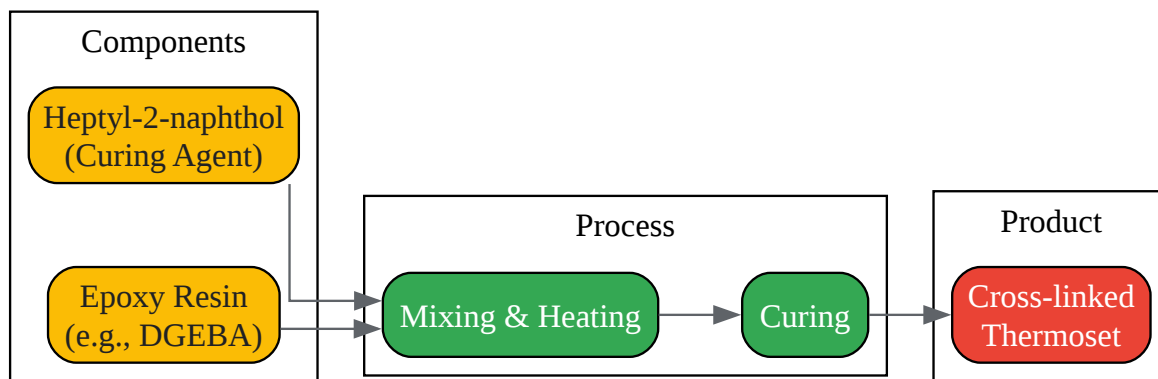 Components
Heptyl-2-naphthol
(Curing Agent)
Epoxy Resin
(e.g., DGEBA)
Process
Mixing & Heating
Curing
Product
Cross-linked
Thermoset